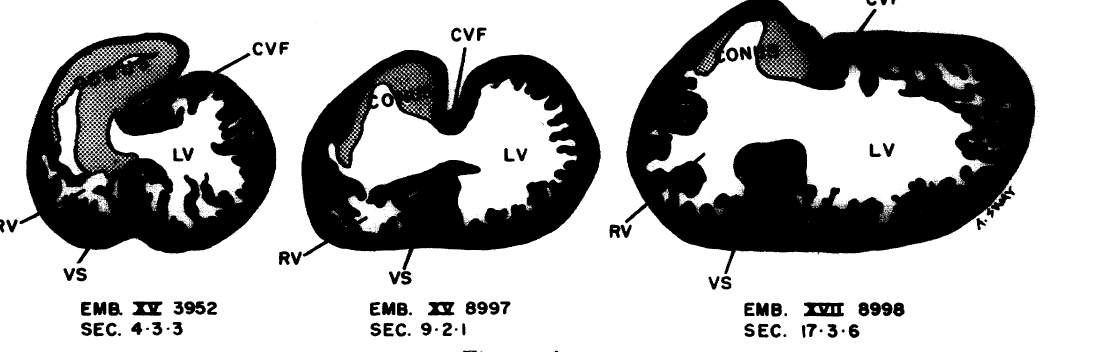 CVF
CONUS
LV
RV
VS
EMB. XV 3952
SEC. 4·3·3
CVF
LV
RV
VS
EMB. XV 8997
SEC. 9·2·1
CVF
CONUS
LV
RV
VS
EMB. XVII 8998
SEC. 17·3·6